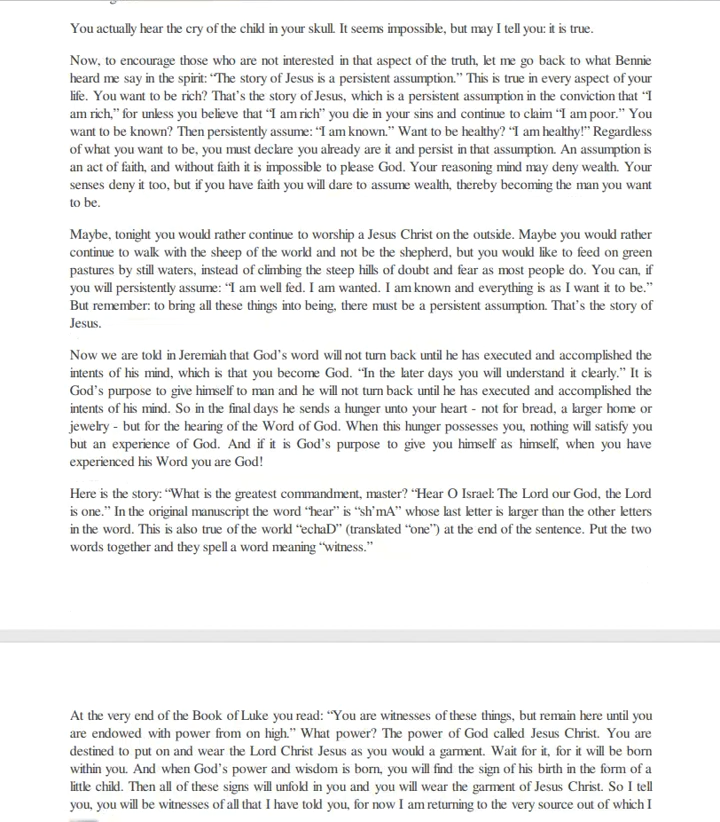 You actually hear the cry of the child in your skull. It seems impossible, but may I tell you: it is true.
Now, to encourage those who are not interested in that aspect of the truth, let me go back to what Bennie
heard me say in the spirit: “The story of Jesus is a persistent assumption.” This is true in every aspect of your
life. You want to be rich? That’s the story of Jesus, which is a persistent assumption in the conviction that “I
am rich,” for unless you believe that “I am rich” you die in your sins and continue to claim “I am poor.” You
want to be known? Then persistently assume: “I am known.” Want to be healthy? “I am healthy!” Regardless
of what you want to be, you must declare you already are it and persist in that assumption. An assumption is
an act of faith, and without faith it is impossible to please God. Your reasoning mind may deny wealth. Your
senses deny it too, but if you have faith you will dare to assume wealth, thereby becoming the man you want
to be.
Maybe, tonight you would rather continue to worship a Jesus Christ on the outside. Maybe you would rather
continue to walk with the sheep of the world and not be the shepherd, but you would like to feed on green
pastures by still waters, instead of climbing the steep hills of doubt and fear as most people do. You can, if
you will persistently assume: “I am well fed. I am wanted. I am known and everything is as I want it to be.”
But remember: to bring all these things into being, there must be a persistent assumption. That’s the story of
Jesus.
Now we are told in Jeremiah that God’s word will not turn back until he has executed and accomplished the
intents of his mind, which is that you become God. “In the later days you will understand it clearly.” It is
God’s purpose to give himself to man and he will not turn back until he has executed and accomplished the
intents of his mind. So in the final days he sends a hunger unto your heart - not for bread, a larger home or
jewelry - but for the hearing of the Word of God. When this hunger possesses you, nothing will satisfy you
but an experience of God. And if it is God’s purpose to give you himself as himself, when you have
experienced his Word you are God!
Here is the story: “What is the greatest commandment, master? “Hear O Israel: The Lord our God, the Lord
is one.” In the original manuscript the word “hear” is “sh’mA” whose last letter is larger than the other letters
in the word. This is also true of the world “echaD” (translated “one”) at the end of the sentence. Put the two
words together and they spell a word meaning “witness.”
At the very end of the Book of Luke you read: “You are witnesses of these things, but remain here until you
are endowed with power from on high.” What power? The power of God called Jesus Christ. You are
destined to put on and wear the Lord Christ Jesus as you would a garment. Wait for it, for it will be born
within you. And when God’s power and wisdom is born, you will find the sign of his birth in the form of a
little child. Then all of these signs will unfold in you and you will wear the garment of Jesus Christ. So I tell
you, you will be witnesses of all that I have told you, for now I am returning to the very source out of which I